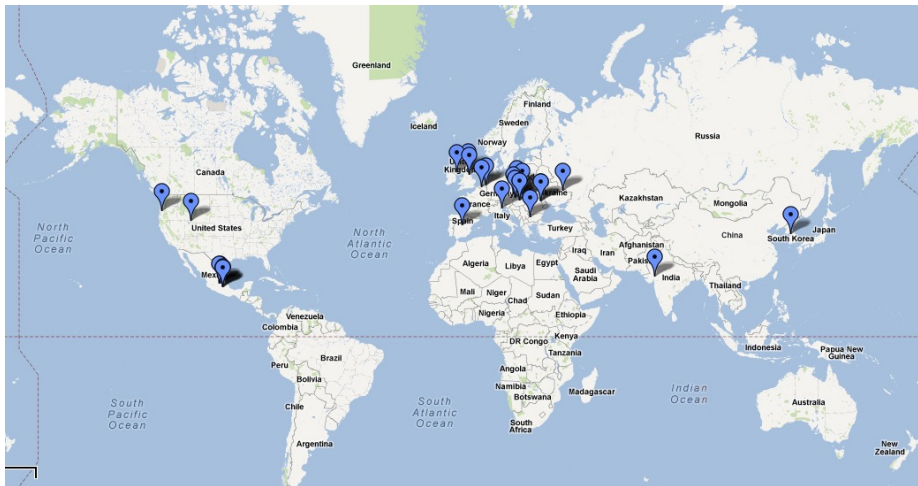 Greenland
Iceland
Finland
Sweden
Norway
Russia
Canada
Kingdom
Kazakhstan
Mongolia
France
Spain
Italy
Turkey
United States
North
Pacific
Ocean
North
Atlantic
Ocean
China
South Korea
Japan
Iraq
Iran
Afghanistan
Algeria
Libya
Egypt
Saudi
Arabia
India
Thailand
Mali
Niger
Chad
Sudan
Nigeria
Ethiopia
Venezuela
Colombia
DR Congo
Kenya
Tanzania
Indonesia
Papua New
Guinea
Peru
Brazil
Bolivia
Angola
Namibia
Botswana
Madagascar
Indian
Ocean
Australia
South
Pacific
Ocean
South
Atlantic
Ocean
Chile
South
Africa
Argentina
New
Zealand